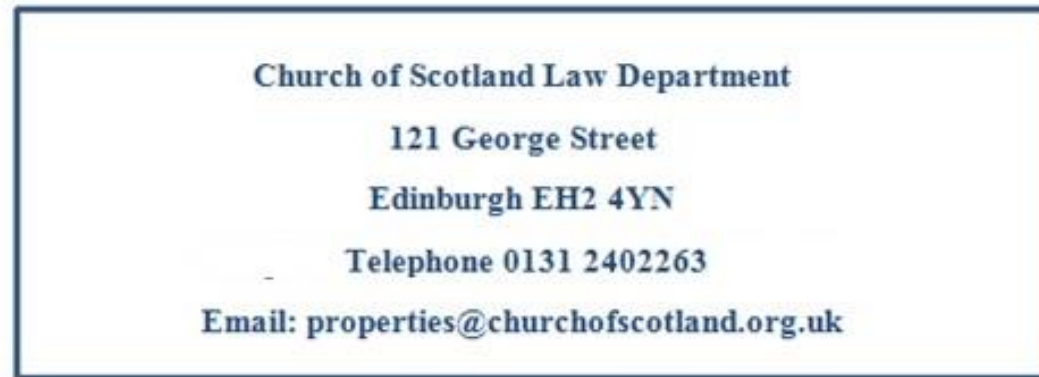 Church of Scotland Law Department
121 George Street
Edinburgh EH2 4YN
Telephone 0131 2402263
Email: properties@churchofscotland.org.uk